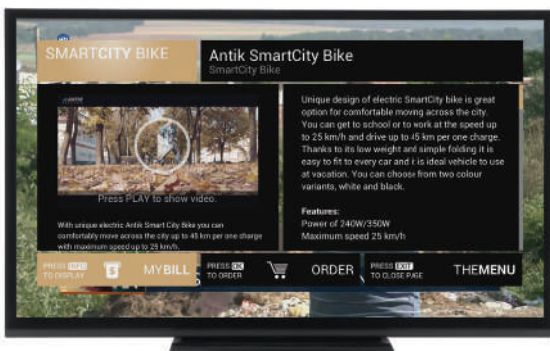 SMARTCITY BIKE
Antik SmartCity Bike
SmartCity Bike
Press PLAY to show video.
With unique electric Antik Smart City Bike you can
comfortably move across the city up to 45 km per one charge
with maximum speed up to 25 km/h.
Unique design of electric SmartCity bike is great
option for comfortable moving across the city.
You can get to school or to work at the speed up
to 25 km/h and drive up to 45 km per one charge.
Thanks to its low weight and simple folding it is
easy to fit to every car and it is ideal vehicle to use
at vacation. You can choose from two colour
variants, white and black.
Features:
Power of 240W/350W
Maximum speed 25 km/h
PRESS INFO
TO DISPLAY
MYBILL
PRESS OK
TO ORDER
ORDER
PRESS EXIT
TO CLOSE PAGE
THEMENU